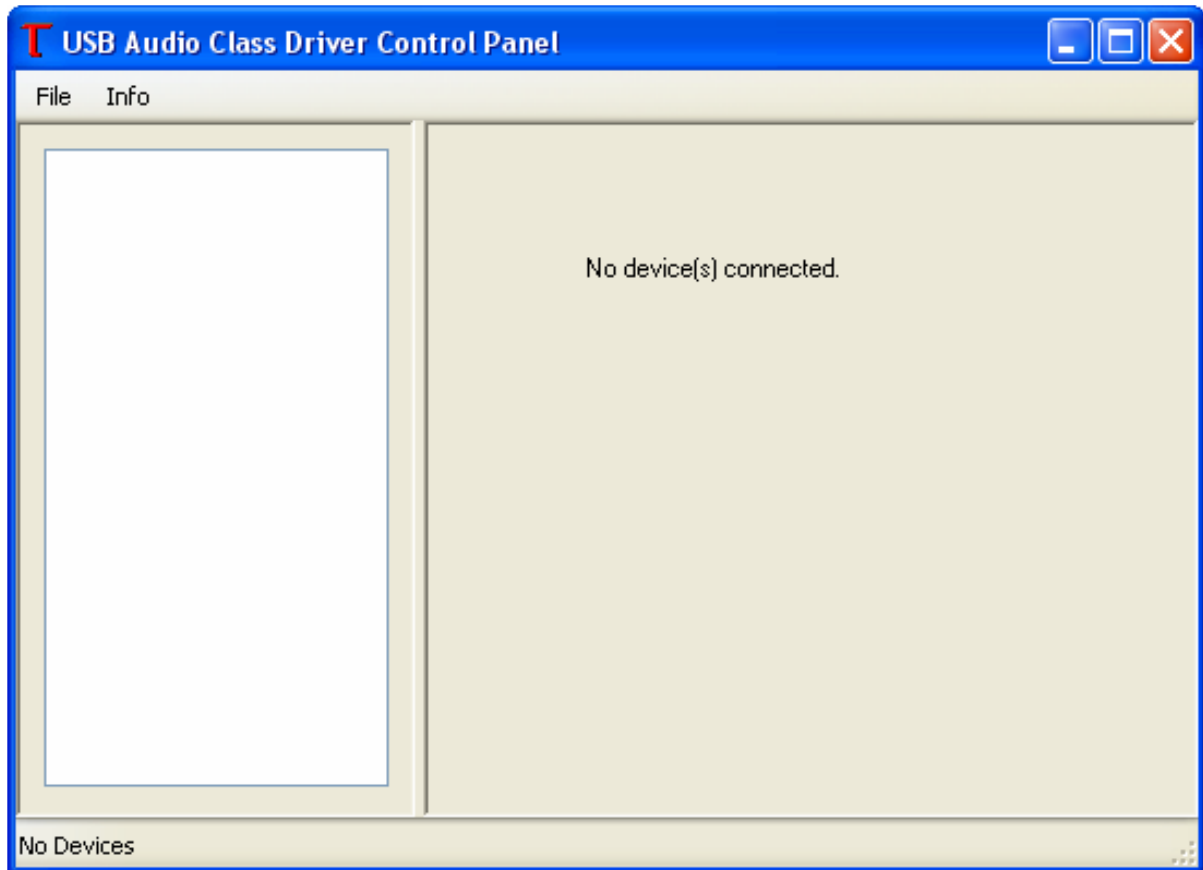 USB Audio Class Driver Control Panel
File Info
No device(s) connected.
No Devices